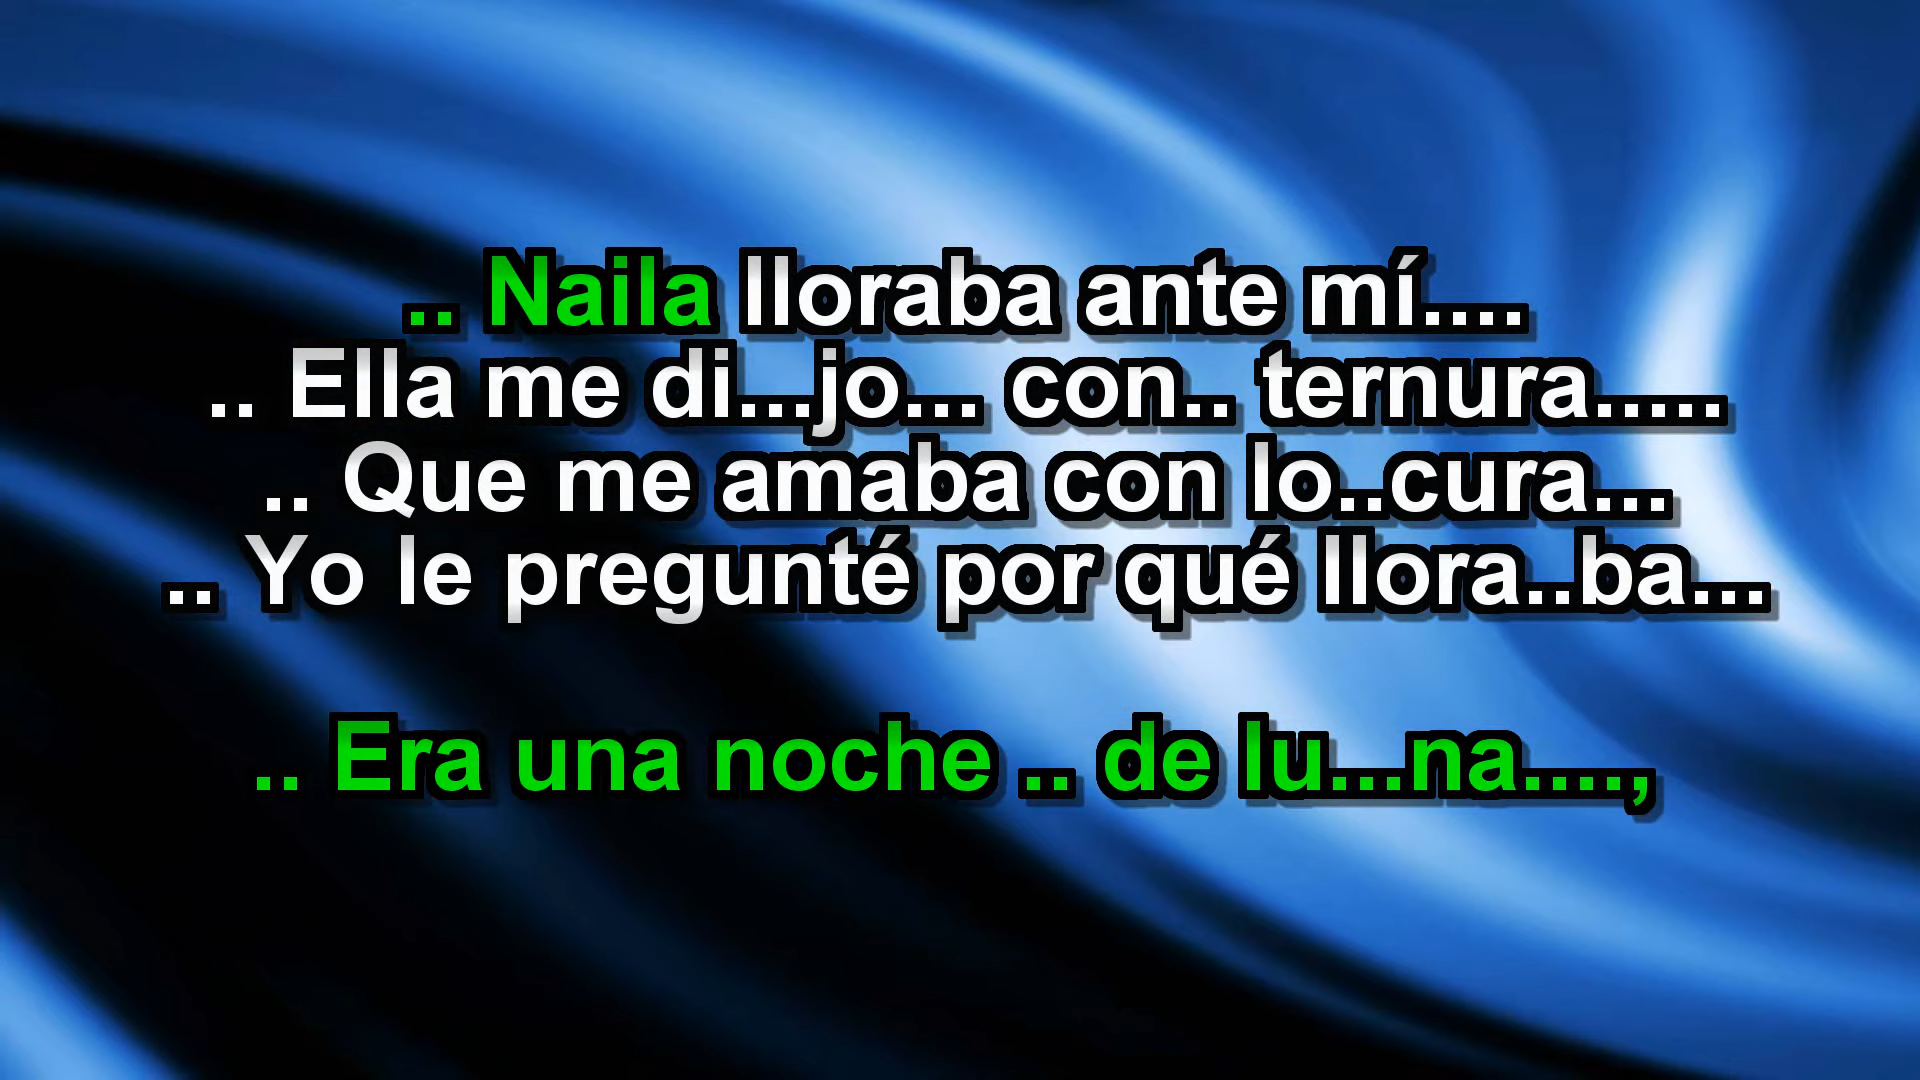 .. Naila lloraba ante mí....
.. Ella me di...jo... con.. ternura.....
.. Que me amaba con lo..cura...
.. Yo le pregunté por qué llora..ba...
.. Era una noche .. de lu...na....,